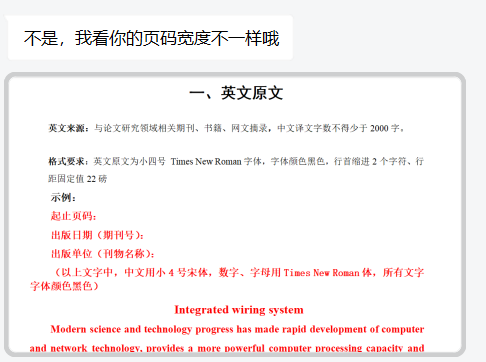 不是，我看你的页码宽度不一样哦
一、英文原文
英文来源：与论文研究领域相关期刊、书籍、网文摘录，中文译文字数不得少于 2000 字。
格式要求：英文原文为小四号 Times New Roman 字体，字体颜色黑色，行首缩进 2 个字符、行
距固定值 22 磅
示例：
起止页码：
出版日期（期刊号）：
出版单位（刊物名称）：
（以上文字中，中文用小 4 号宋体，数字、字母用 Times New Roman 体，所有文字
字体颜色黑色）
Integrated wiring system
Modern science and technology progress has made rapid development of computer
and network technology, provides a more powerful computer processing capacity and